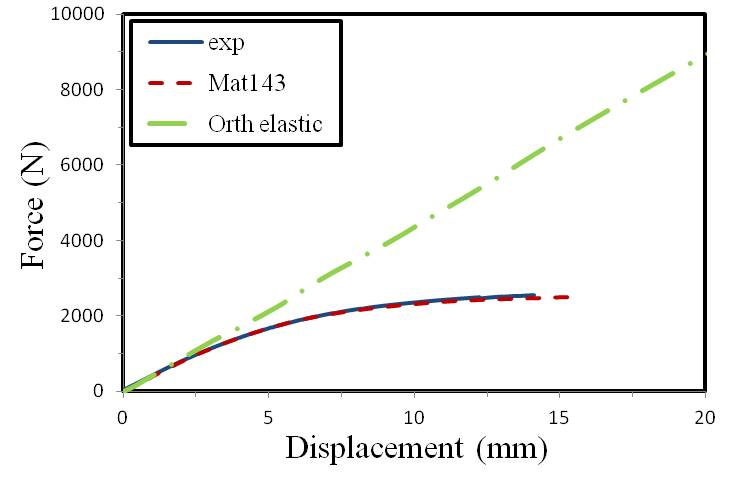 10000
8000
6000
4000
2000
0
Force (N)
exp
Mat143
Orth elastic
0 5 10 15 20
Displacement (mm)